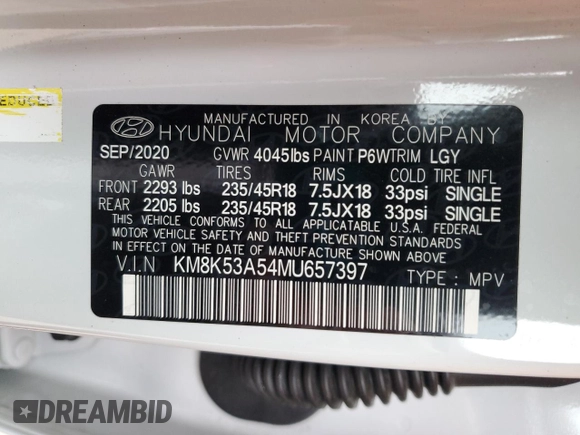 MANUFACTURED IN KOREA BY
HYUNDAI MOTOR COMPANY
SEP/2020 GVWR 4045lbs PAINT P6W TRIM LGY
GAWR TIRES RIMS COLD TIRE INFL
FRONT 2293 lbs 235/45R18 7.5JX18 33psi SINGLE
REAR 2205 lbs 235/45R18 7.5JX18 33psi SINGLE
THIS VEHICLE CONFORMS TO ALL APPLICABLE U.S.A. FEDERAL
MOTOR VEHICLE SAFETY, BUMPER, AND THEFT PREVENTION STANDARDS
IN EFFECT ON THE DATE OF MANUFACTURE SHOWN ABOVE.
V.I.N KM8K53A54MU657397 TYPE : MPV
DREAMBID